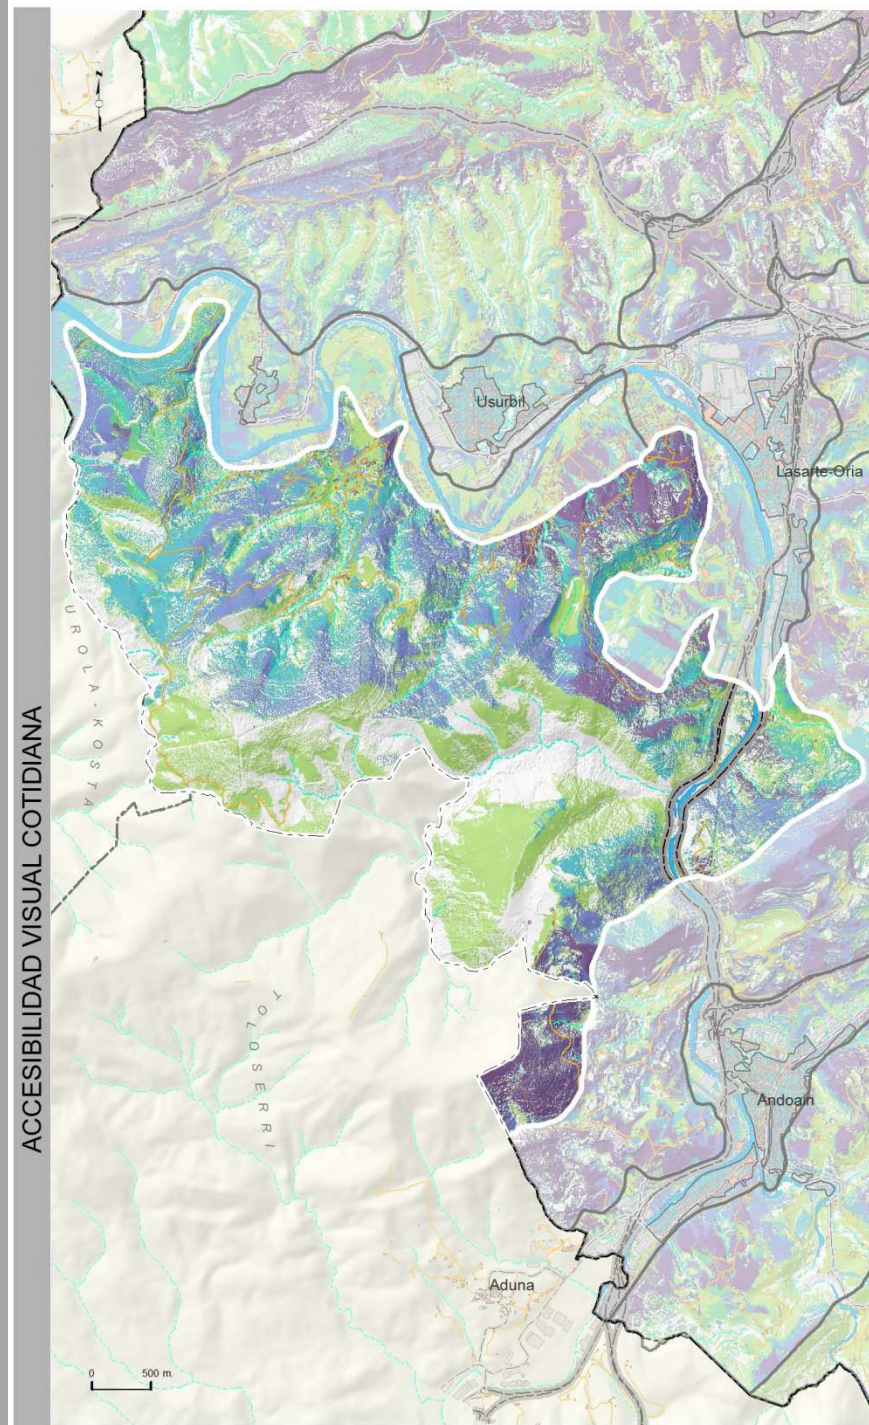 ACCESIBILIDAD VISUAL COTIDIANA
N
Usurbil
Lasarte-Oria
UROLA-KOSTA
TOLOSERRI
Andoain
Aduna
0 500 m.